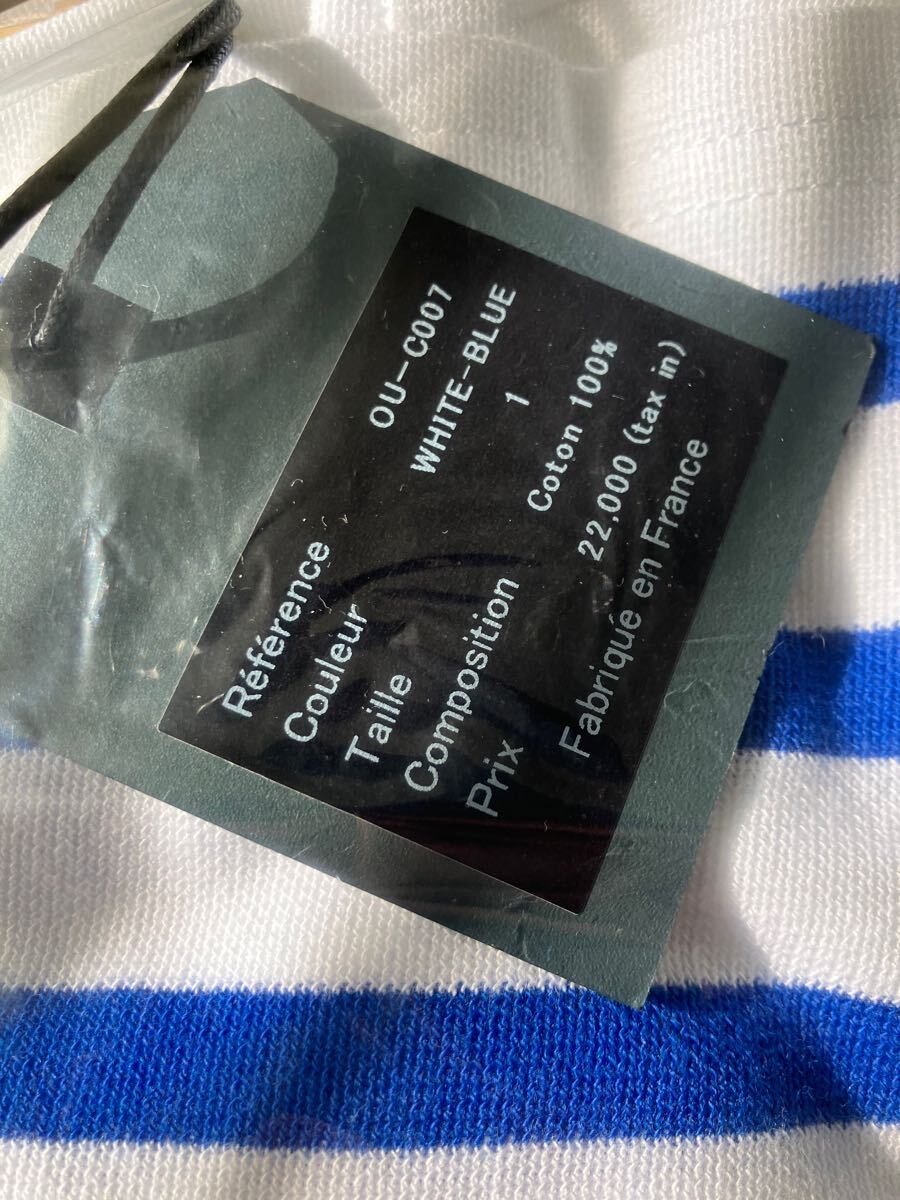 Référence OU-C007
Couleur WHITE-BLUE
Taille 1
Composition Coton 100%
Prix 22,000 (tax in)
Fabriqué en France